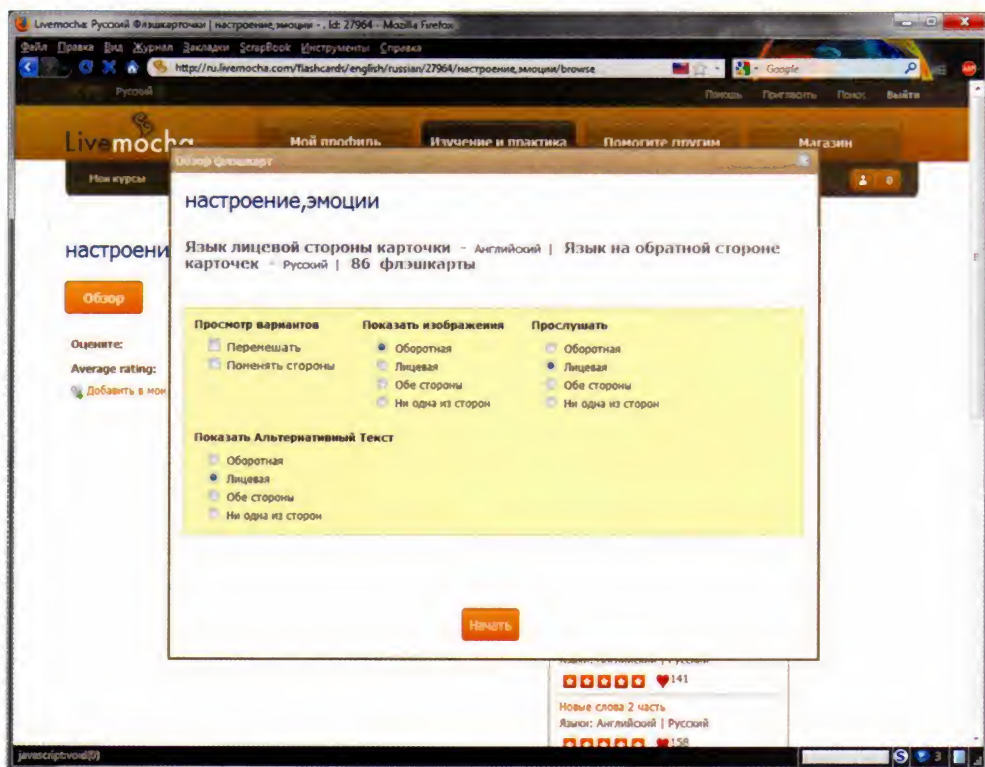 Livemocha: Русский Флэшкарточки | настроение,эмоции - , Id: 27964 - Mozilla Firefox
Файл Правка Вид Журнал Закладки ScrapBook Инструменты Справка
http://ru.livemocha.com/flashcards/english/russian/27964/настроение,эмоции/browse
Google
Русский
Помощь Пригласить Поиск Выйти
Livemocha
Мой профиль Изучение и практика Помогите другим Магазин
Мои курсы
0
Обзор флэшкарт
настроение,эмоции
настроени
Язык лицевой стороны карточки - Английский | Язык на обратной стороне
карточек - Русский | 86 флэшкарты
Обзор
Оцените:
Average rating:
Добавить в мои
Просмотр вариантов
Перемешать
Поменять стороны
Показать изображения
Оборотная
Лицевая
Обе стороны
Ни одна из сторон
Прослушать
Оборотная
Лицевая
Обе стороны
Ни одна из сторон
Показать Альтернативный Текст
Оборотная
Лицевая
Обе стороны
Ни одна из сторон
Начать
Языки: Английский | Русский
141
Новые слова 2 часть
Языки: Английский | Русский
158
javascript:void(0)
S 3